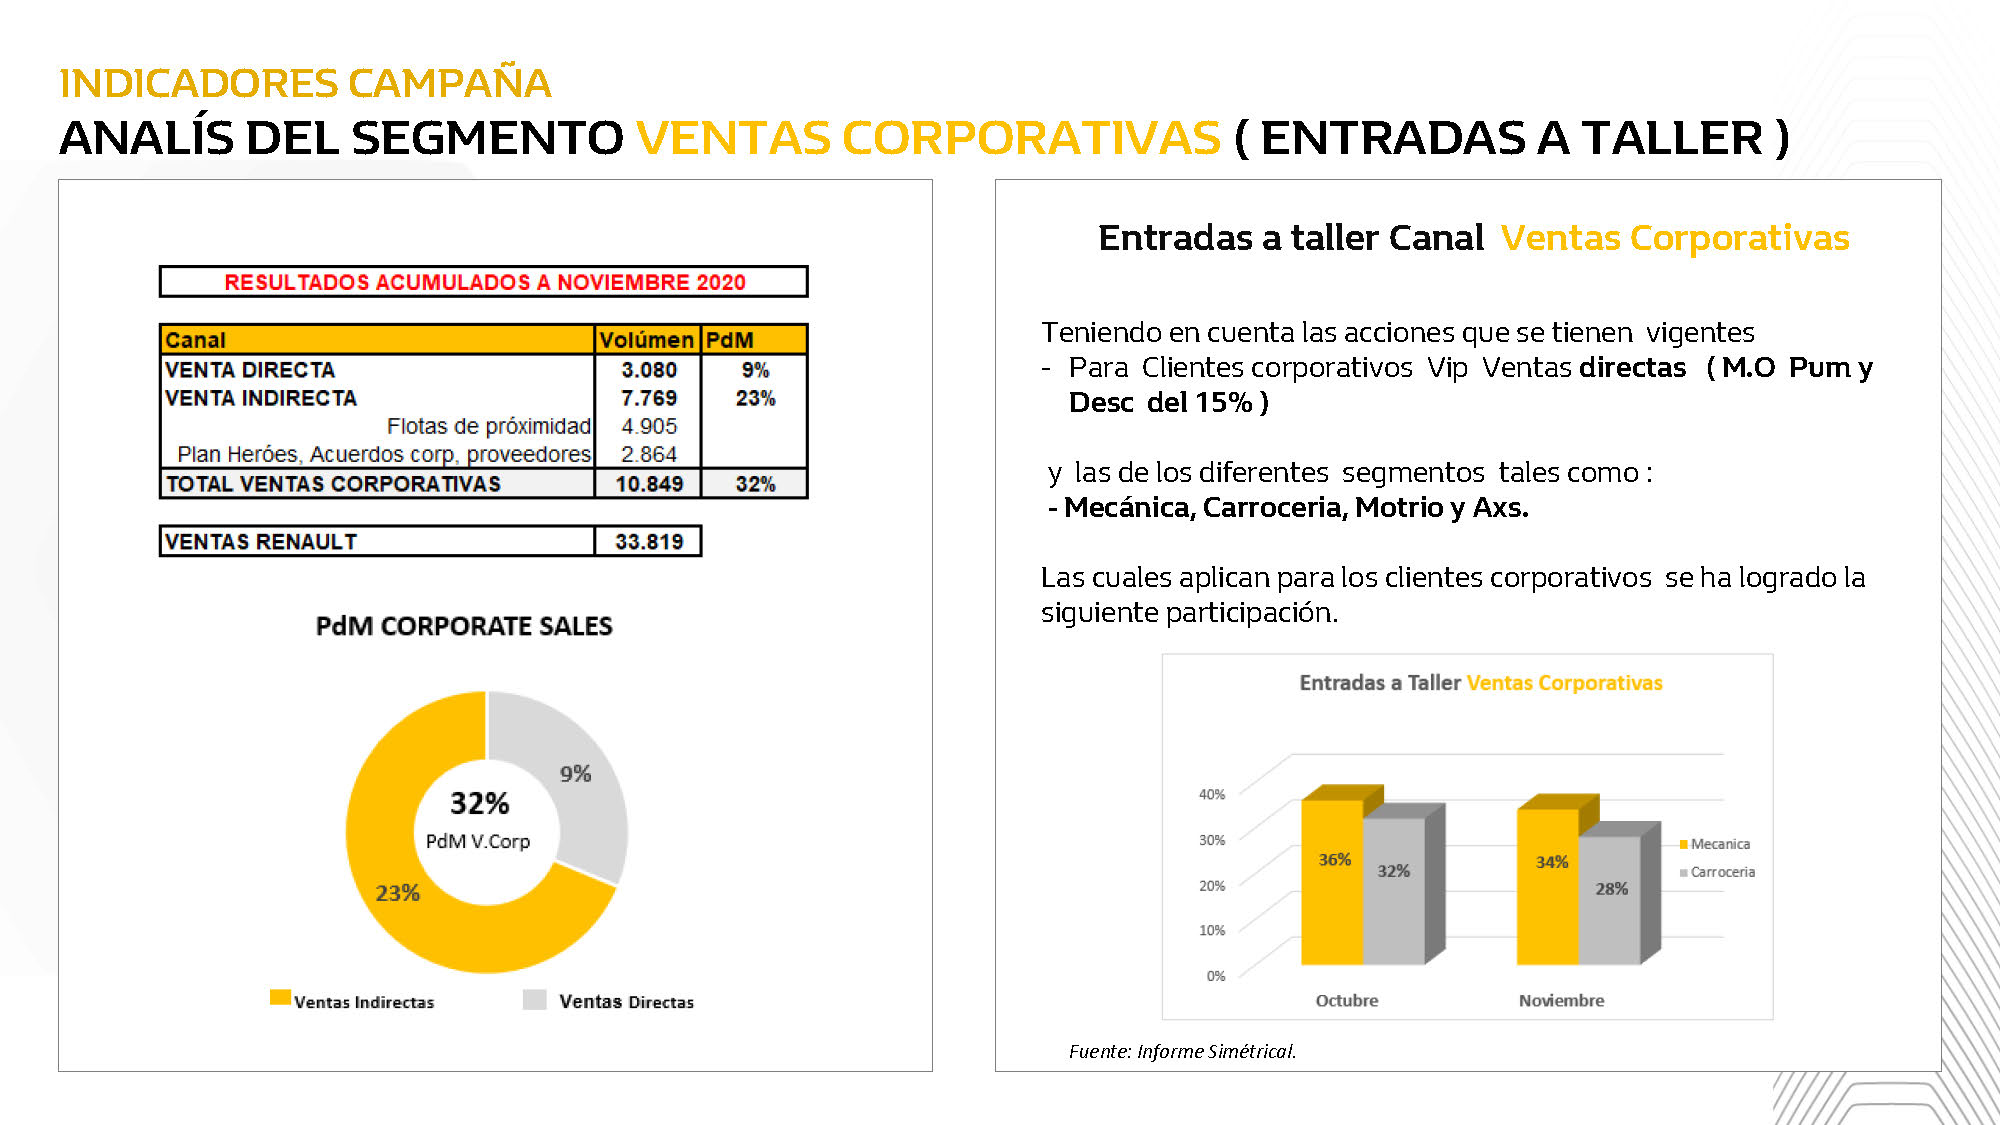 INDICADORES CAMPAÑA
ANALÍS DEL SEGMENTO VENTAS CORPORATIVAS ( ENTRADAS A TALLER )
RESULTADOS ACUMULADOS A NOVIEMBRE 2020
Canal Volúmen PdM
VENTA DIRECTA 3.080 9%
VENTA INDIRECTA 7.769 23%
Flotas de próximidad 4.905
Plan Heróes, Acuerdos corp, proveedores 2.864
TOTAL VENTAS CORPORATIVAS 10.849 32%
VENTAS RENAULT 33.819
PdM CORPORATE SALES
9%
32%
PdM V.Corp
23%
Ventas Indirectas Ventas Directas
Entradas a taller Canal Ventas Corporativas
Teniendo en cuenta las acciones que se tienen vigentes
- Para Clientes corporativos Vip Ventas directas ( M.O Pum y
Desc del 15% )
y las de los diferentes segmentos tales como :
- Mecánica, Carroceria, Motrio y Axs.
Las cuales aplican para los clientes corporativos se ha logrado la
siguiente participación.
Entradas a Taller Ventas Corporativas
40%
30%
20%
10%
0%
36% 32% 34% 28%
Mecanica
Carroceria
Octubre Noviembre
Fuente: Informe Simétrical.